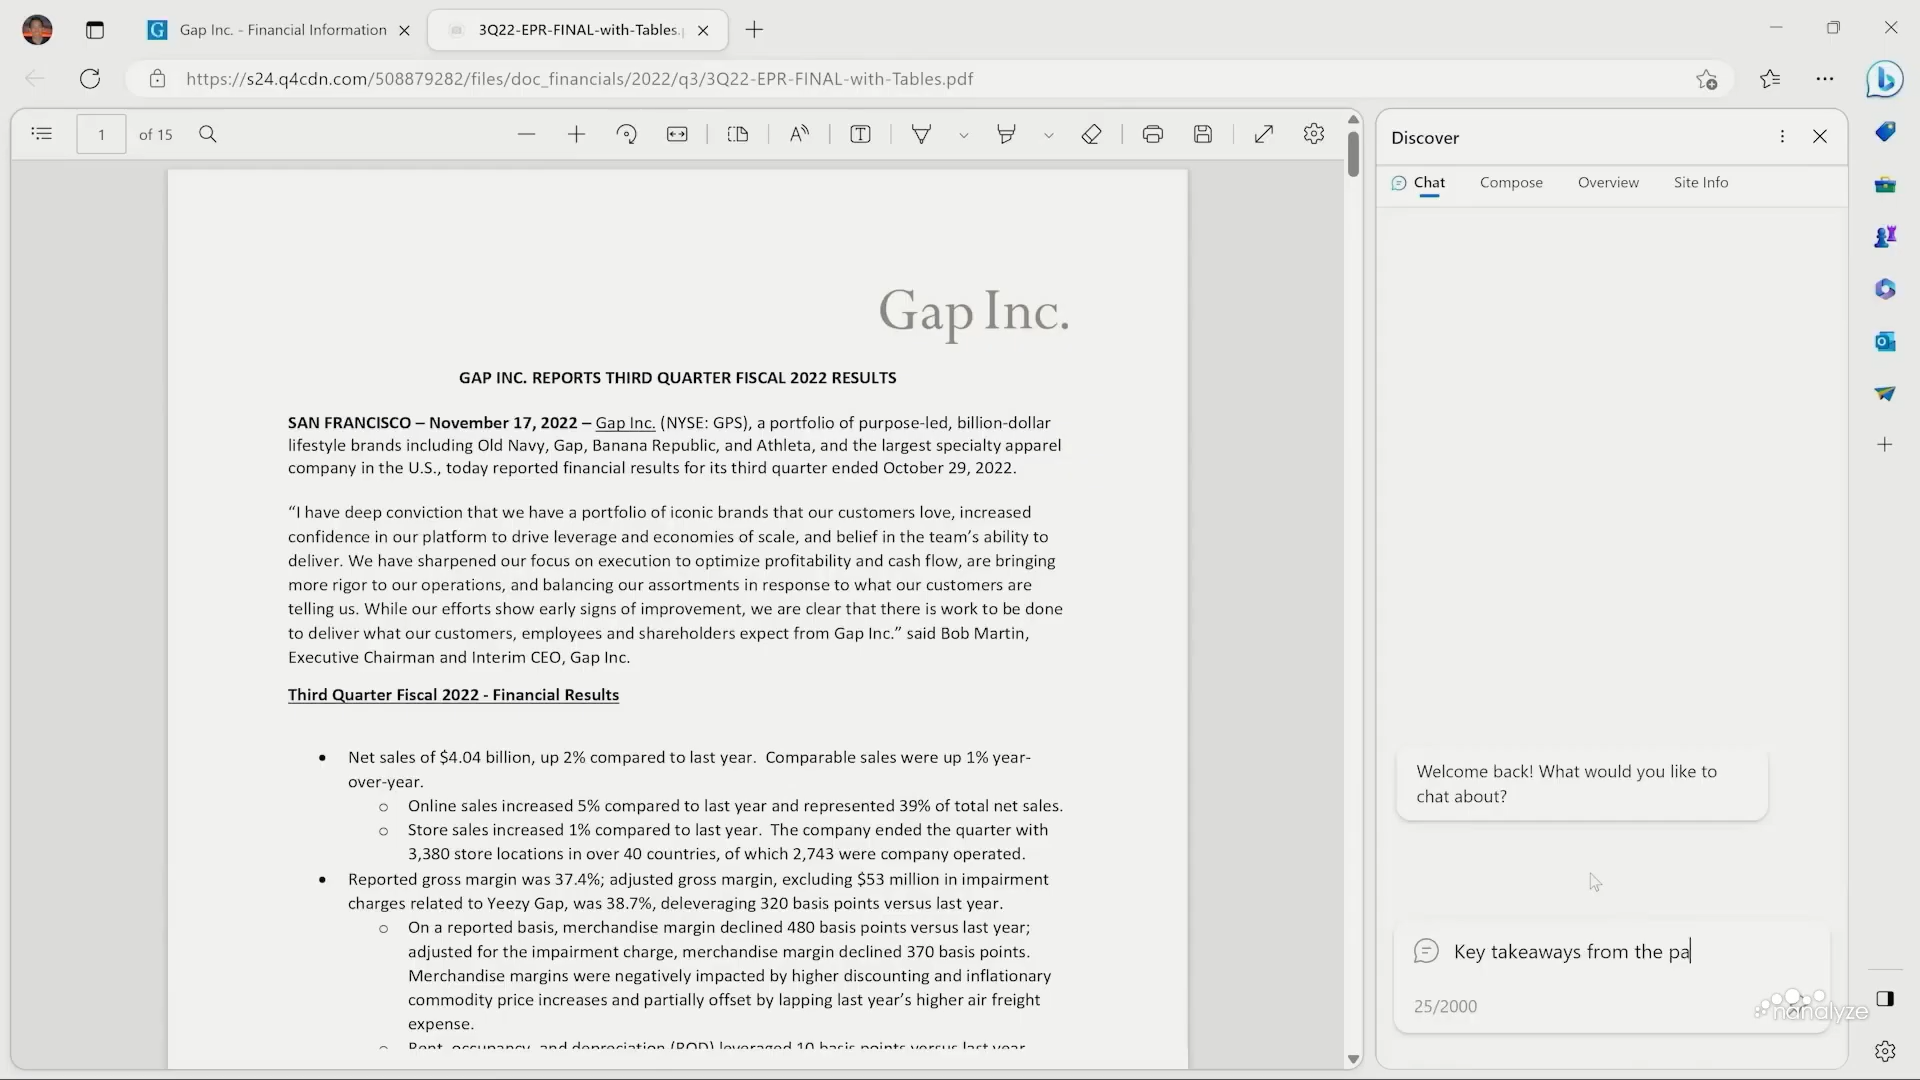 Gap Inc. - Financial Information
3Q22-EPR-FINAL-with-Tables.
https://s24.q4cdn.com/508879282/files/doc_financials/2022/q3/3Q22-EPR-FINAL-with-Tables.pdf
1 of 15
Discover
Chat Compose Overview Site Info
Gap Inc.
GAP INC. REPORTS THIRD QUARTER FISCAL 2022 RESULTS
SAN FRANCISCO – November 17, 2022 – Gap Inc. (NYSE: GPS), a portfolio of purpose-led, billion-dollar
lifestyle brands including Old Navy, Gap, Banana Republic, and Athleta, and the largest specialty apparel
company in the U.S., today reported financial results for its third quarter ended October 29, 2022.
“I have deep conviction that we have a portfolio of iconic brands that our customers love, increased
confidence in our platform to drive leverage and economies of scale, and belief in the team’s ability to
deliver. We have sharpened our focus on execution to optimize profitability and cash flow, are bringing
more rigor to our operations, and balancing our assortments in response to what our customers are
telling us. While our efforts show early signs of improvement, we are clear that there is work to be done
to deliver what our customers, employees and shareholders expect from Gap Inc.” said Bob Martin,
Executive Chairman and Interim CEO, Gap Inc.
Third Quarter Fiscal 2022 - Financial Results
• Net sales of $4.04 billion, up 2% compared to last year. Comparable sales were up 1% year-
over-year.
o Online sales increased 5% compared to last year and represented 39% of total net sales.
o Store sales increased 1% compared to last year. The company ended the quarter with
3,380 store locations in over 40 countries, of which 2,743 were company operated.
• Reported gross margin was 37.4%; adjusted gross margin, excluding $53 million in impairment
charges related to Yeezy Gap, was 38.7%, deleveraging 320 basis points versus last year.
o On a reported basis, merchandise margin declined 480 basis points versus last year;
adjusted for the impairment charge, merchandise margin declined 370 basis points.
Merchandise margins were negatively impacted by higher discounting and inflationary
commodity price increases and partially offset by lapping last year’s higher air freight
expense.
o Rent, occupancy, and depreciation (ROD) leveraged 10 basis points versus last year
Welcome back! What would you like to
chat about?
Key takeaways from the pa
25/2000
nanalyze